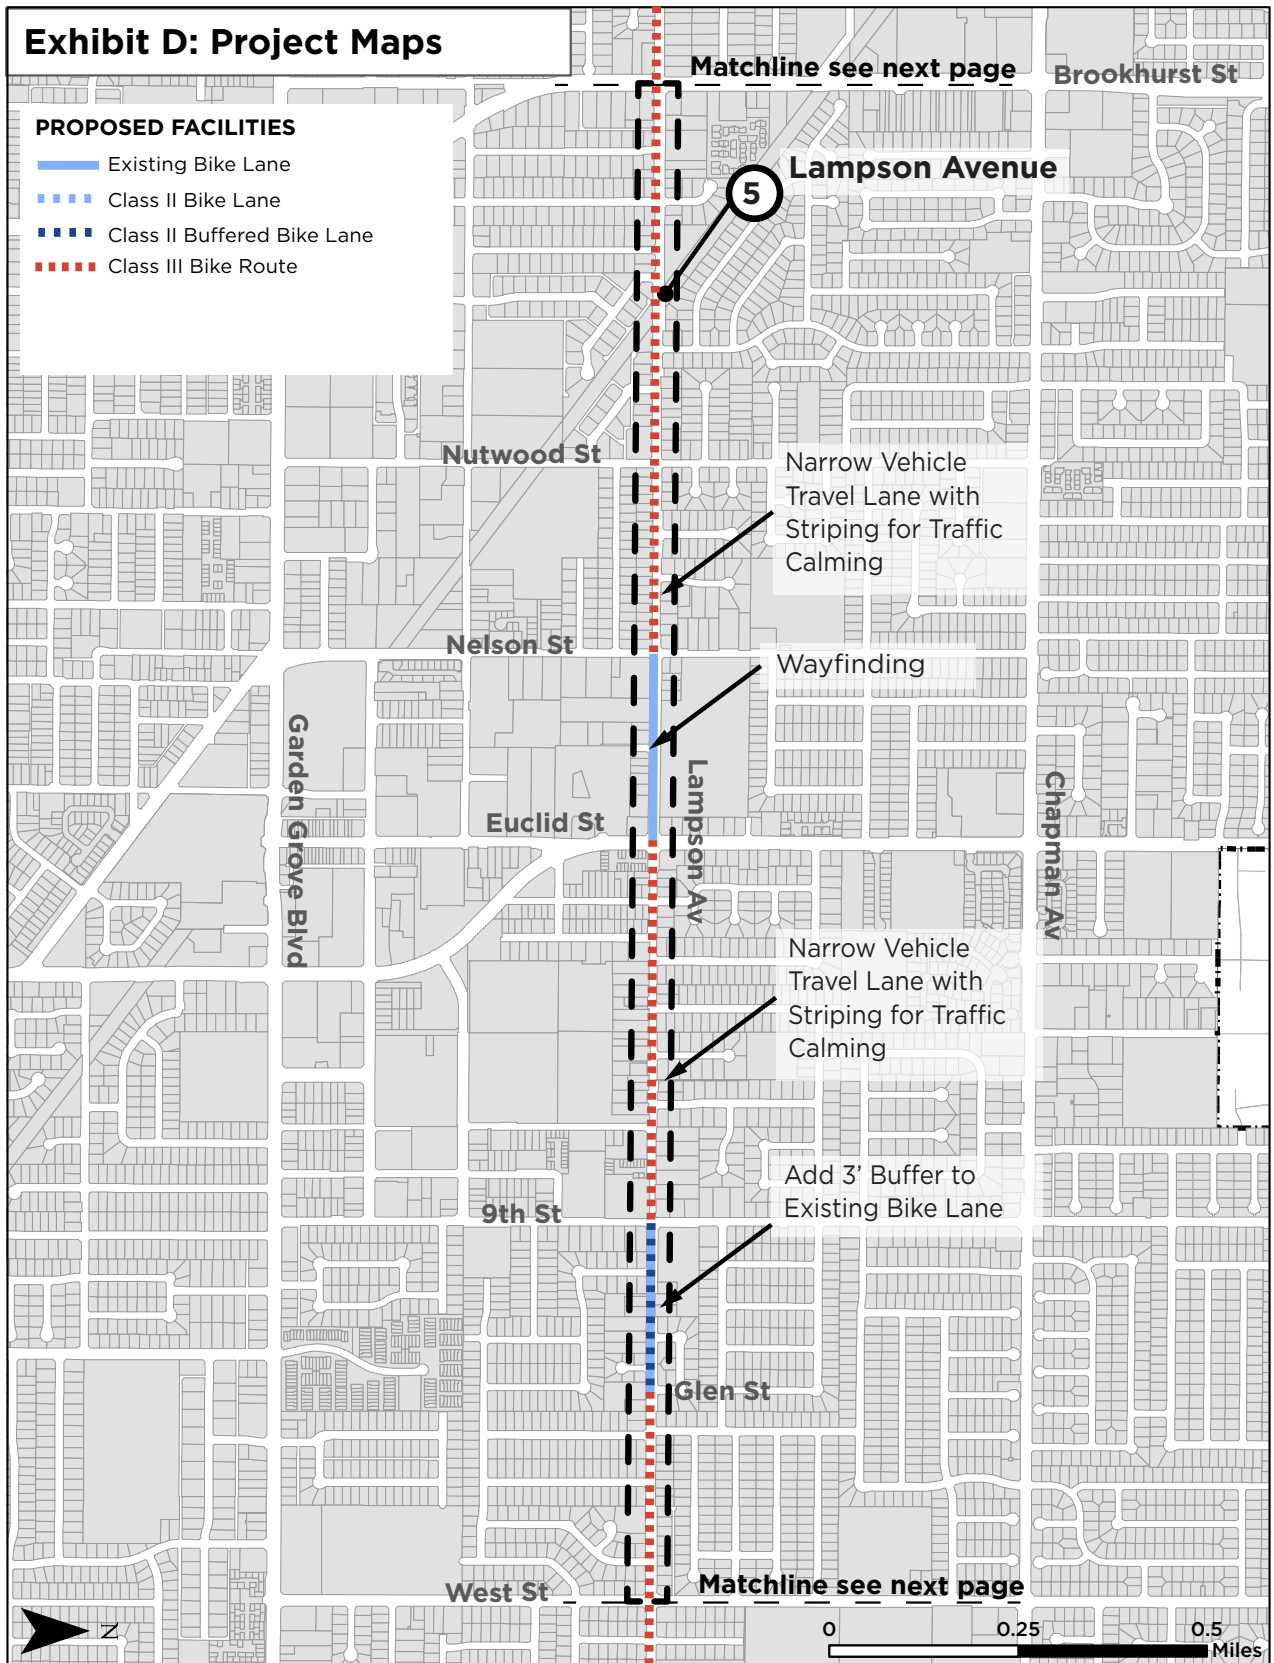 Exhibit D: Project Maps
Matchline see next page
Brookhurst St
PROPOSED FACILITIES
Existing Bike Lane
Class II Bike Lane
Class II Buffered Bike Lane
Class III Bike Route
Lampson Avenue
5
Nutwood St
Narrow Vehicle
Travel Lane with
Striping for Traffic
Calming
Nelson St
Wayfinding
Garden Grove Blvd
Lampson Av
Chapman Av
Euclid St
Narrow Vehicle
Travel Lane with
Striping for Traffic
Calming
Add 3’ Buffer to
Existing Bike Lane
9th St
Glen St
West St
Matchline see next page
N
0 0.25 0.5
Miles